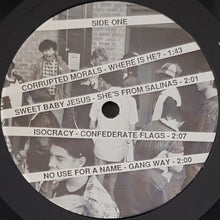 SIDE ONE
CORRUPTED MORALS - WHERE IS HE? - 1:43
SWEET BABY JESUS - SHE'S FROM SALINAS - 2:01
ISOCRACY - CONFEDERATE FLAGS - 2:07
NO USE FOR A NAME - GANG WAY - 2:00